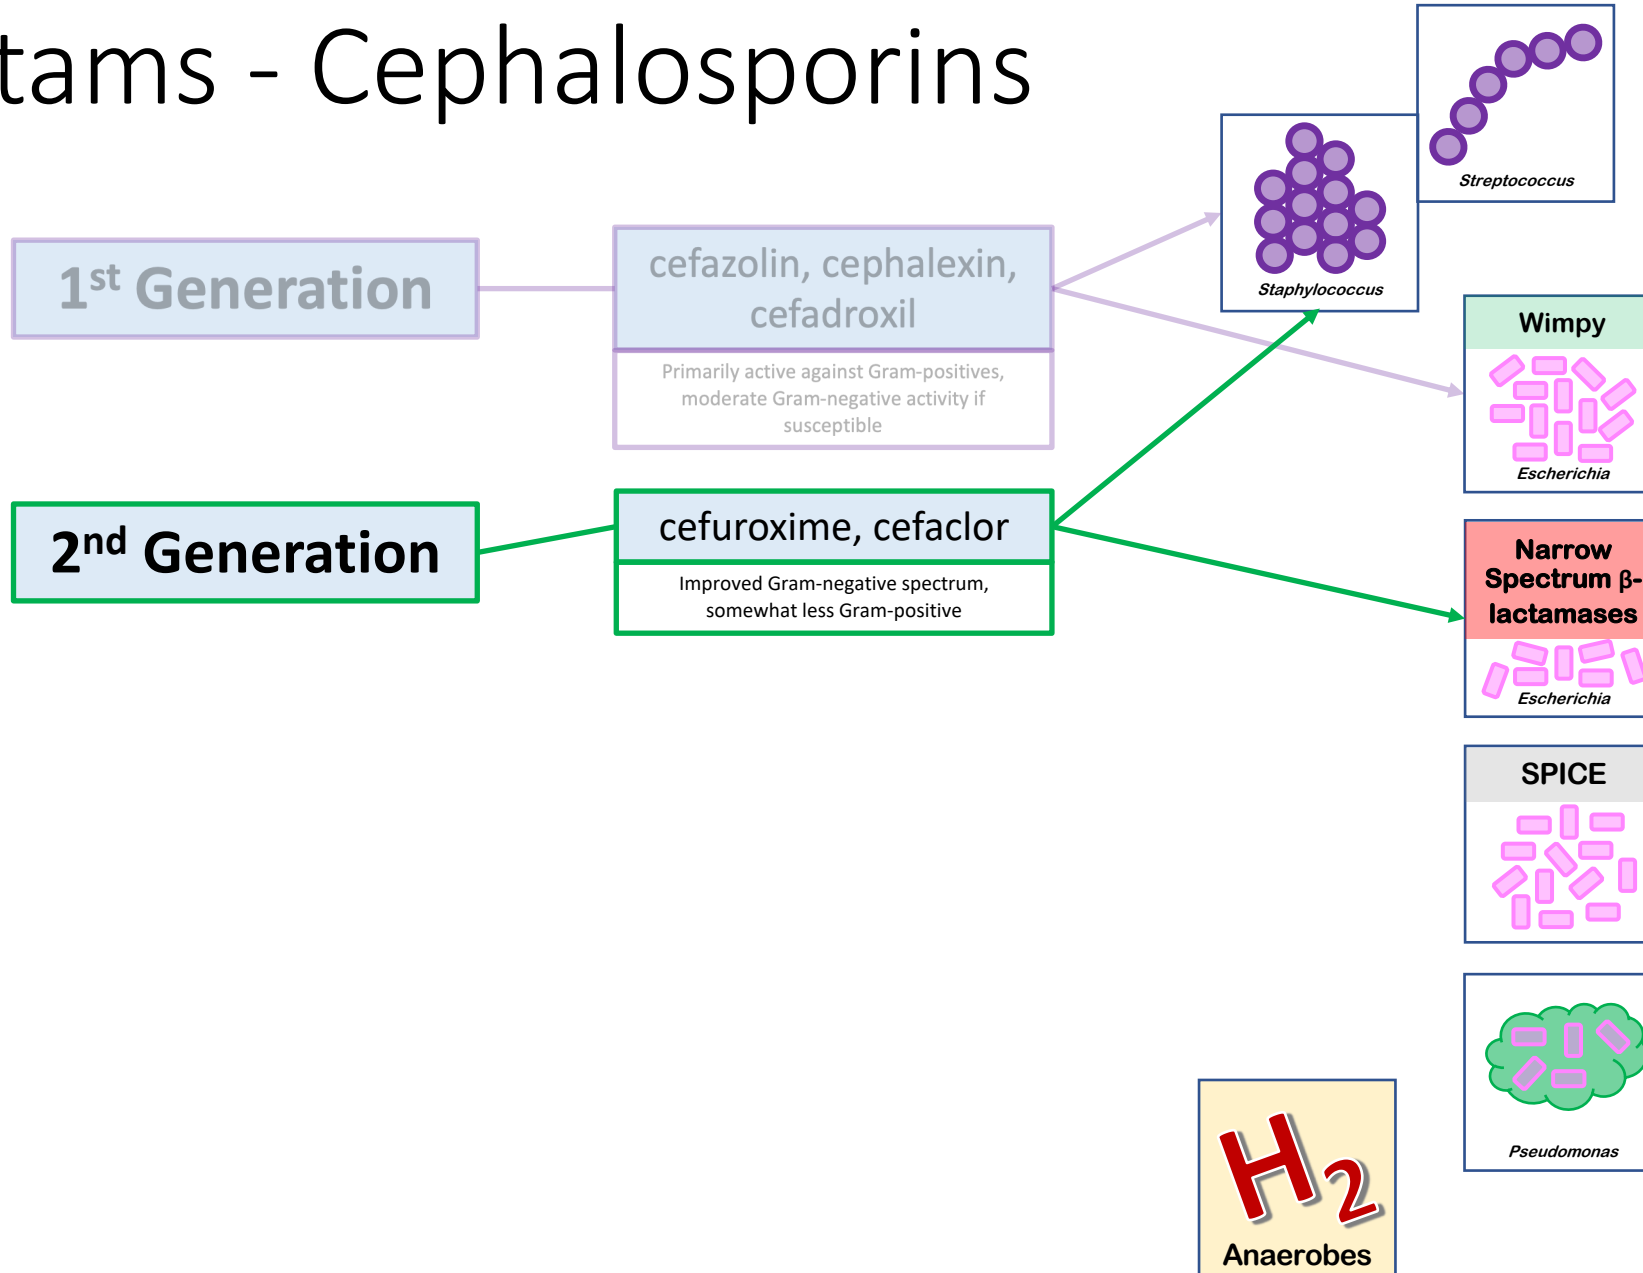 tams - Cephalosporins
Streptococcus
Staphylococcus
1st Generation
cefazolin, cephalexin,
cefadroxil
Primarily active against Gram-positives,
moderate Gram-negative activity if
susceptible
Wimpy
Escherichia
2nd Generation
cefuroxime, cefaclor
Improved Gram-negative spectrum,
somewhat less Gram-positive
Narrow
Spectrum β-
lactamases
Escherichia
SPICE
Pseudomonas
H2
Anaerobes